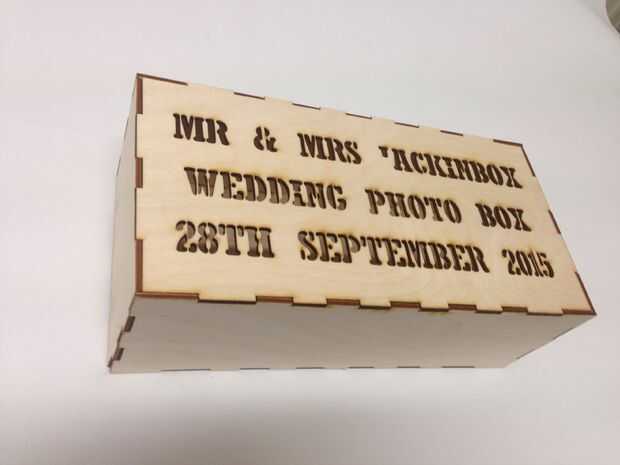 MR & MRS 'ACKINBOX
WEDDING PHOTO BOX
28TH SEPTEMBER 2015